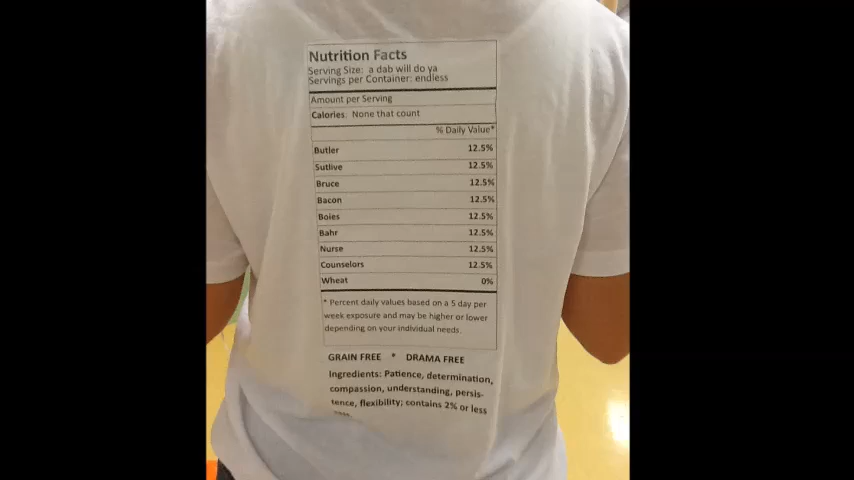 Nutrition Facts
Serving Size: a dab will do ya
Servings per Container: endless
Amount per Serving
Calories: None that count
% Daily Value*
Butler 12.5%
Sutlive 12.5%
Bruce 12.5%
Bacon 12.5%
Boies 12.5%
Bahr 12.5%
Nurse 12.5%
Counselors 12.5%
Wheat 0%
* Percent daily values based on a 5 day per
week exposure and may be higher or lower
depending on your individual needs.
GRAIN FREE * DRAMA FREE
Ingredients: Patience, determination,
compassion, understanding, persis-
tence, flexibility; contains 2% or less